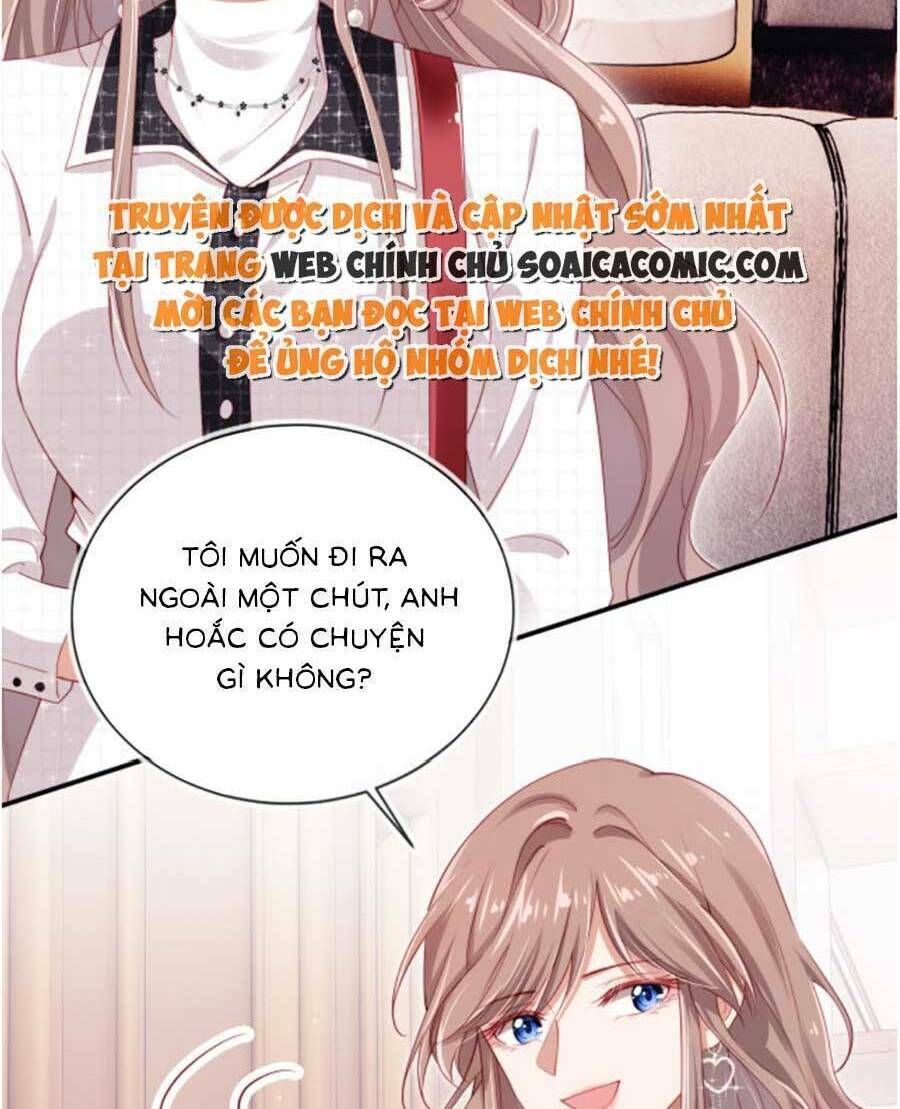 TRUYỆN ĐƯỢC DỊCH VÀ CẬP NHẬT SỚM NHẤT
TẠI TRANG WEB CHÍNH CHỦ SOAICACOMIC.COM
MỜI CÁC BẠN ĐỌC TẠI WEB CHÍNH CHỦ
ĐỂ ỦNG HỘ NHÓM DỊCH NHÉ!
TÔI MUỐN ĐI RA
NGOÀI MỘT CHÚT, ANH
HOẮC CÓ CHUYỆN
GÌ KHÔNG?